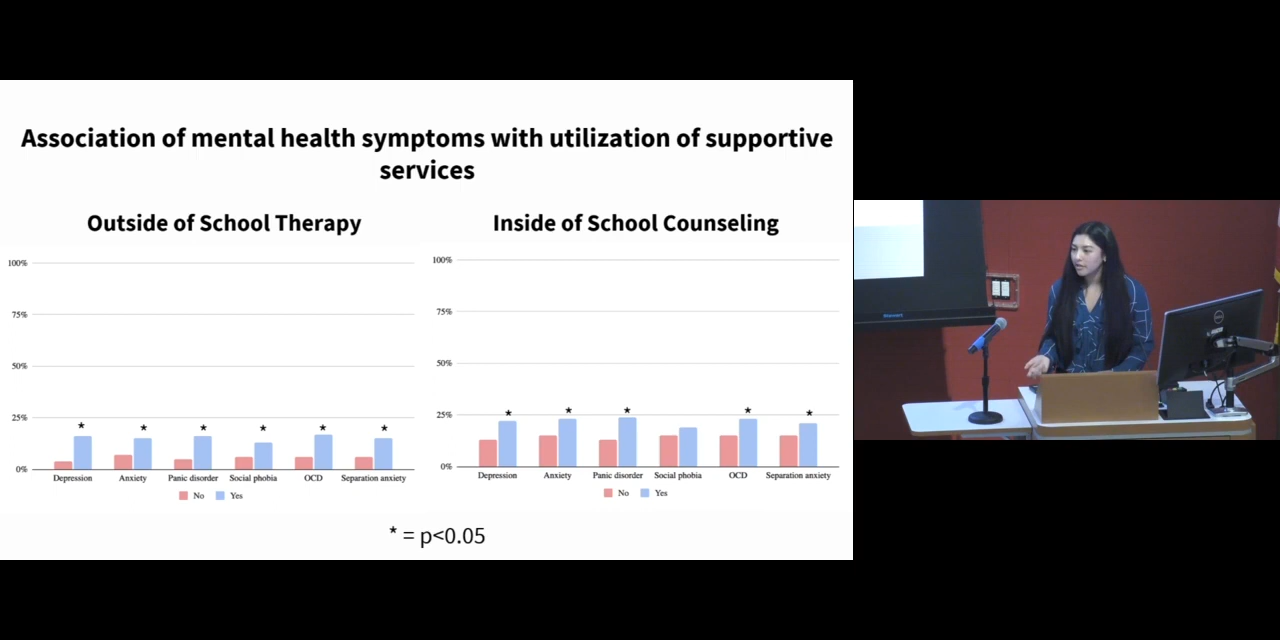 Association of mental health symptoms with utilization of supportive
services
Outside of School Therapy
100%
75%
50%
25%
0%
* * * * * *
Depression Anxiety Panic disorder Social phobia OCD Separation anxiety
No Yes
Inside of School Counseling
100%
75%
50%
25%
0%
* * * * *
Depression Anxiety Panic disorder Social phobia OCD Separation anxiety
No Yes
* = p<0.05
DELL